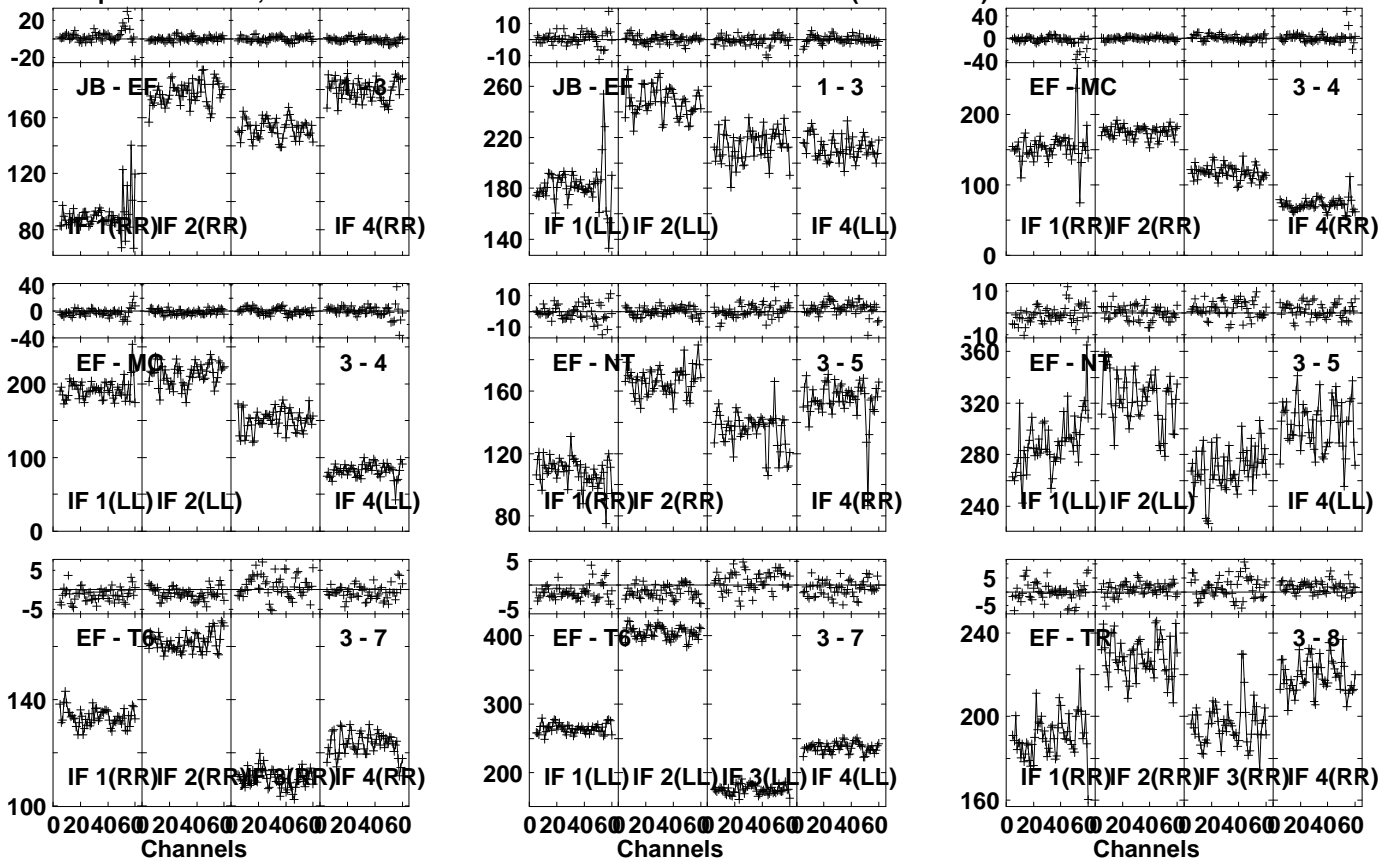 20 10 40
0
-20 -10 -40
JB - EF 1 - 3 JB - EF 1 - 3 EF - MC 3 - 4
160 260 200
120 220 100
80 180 0
140
IF 1(RR) IF 2(RR) IF 4(RR) IF 1(LL) IF 2(LL) IF 4(LL) IF 1(RR) IF 2(RR) IF 4(RR)
40 10 10
0
-40 -10 -10
EF - MC 3 - 4 EF - NT 3 - 5 EF - NT 3 - 5
200 160 360
100 120 320
0 80 280
240
IF 1(LL) IF 2(LL) IF 4(LL) IF 1(RR) IF 2(RR) IF 4(RR) IF 1(LL) IF 2(LL) IF 4(LL)
5 5 5
-5 -5 -5
EF - T6 3 - 7 EF - T6 3 - 7 EF - TR 3 - 8
140 400 240
100 300 200
200 160
IF 1(RR) IF 2(RR) IF 3(RR) IF 4(RR) IF 1(LL) IF 2(LL) IF 3(LL) IF 4(LL) IF 1(RR) IF 2(RR) IF 3(RR) IF 4(RR)
0 20 40 60 0 20 40 60 0 20 40 60 0 20 40 60 0 20 40 60 0 20 40 60 0 20 40 60 0 20 40 60 0 20 40 60 0 20 40 60 0 20 40 60 0 20 40 60
Channels Channels Channels